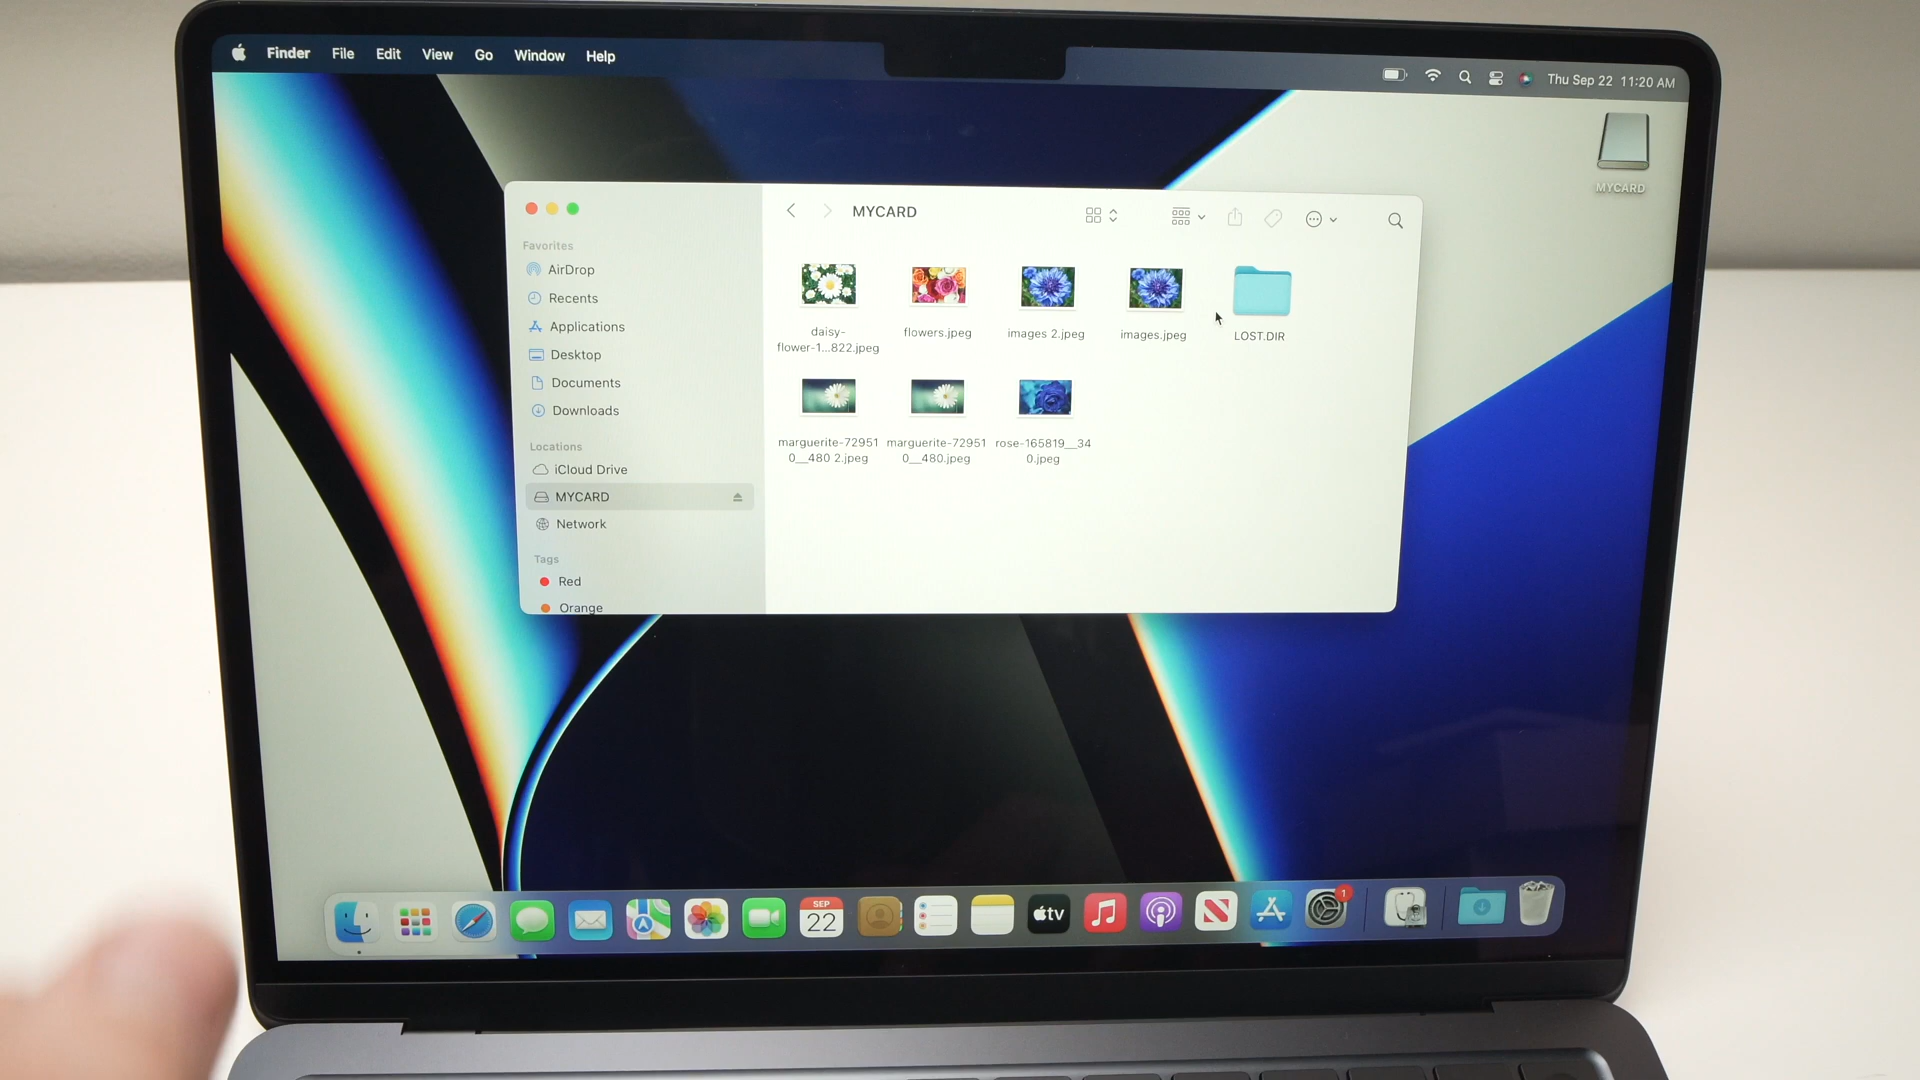 Finder File Edit View Go Window Help
Thu Sep 22 11:20 AM
MYCARD
MYCARD
Favorites
AirDrop
Recents
Applications
Desktop
Documents
Downloads
Locations
iCloud Drive
MYCARD
Network
Tags
Red
Orange
daisy-
flower-1...822.jpeg
flowers.jpeg
images 2.jpeg
images.jpeg
LOST.DIR
marguerite-72951
0__480 2.jpeg
marguerite-72951
0__480.jpeg
rose-165819__34
0.jpeg
SEP
22
tv
1